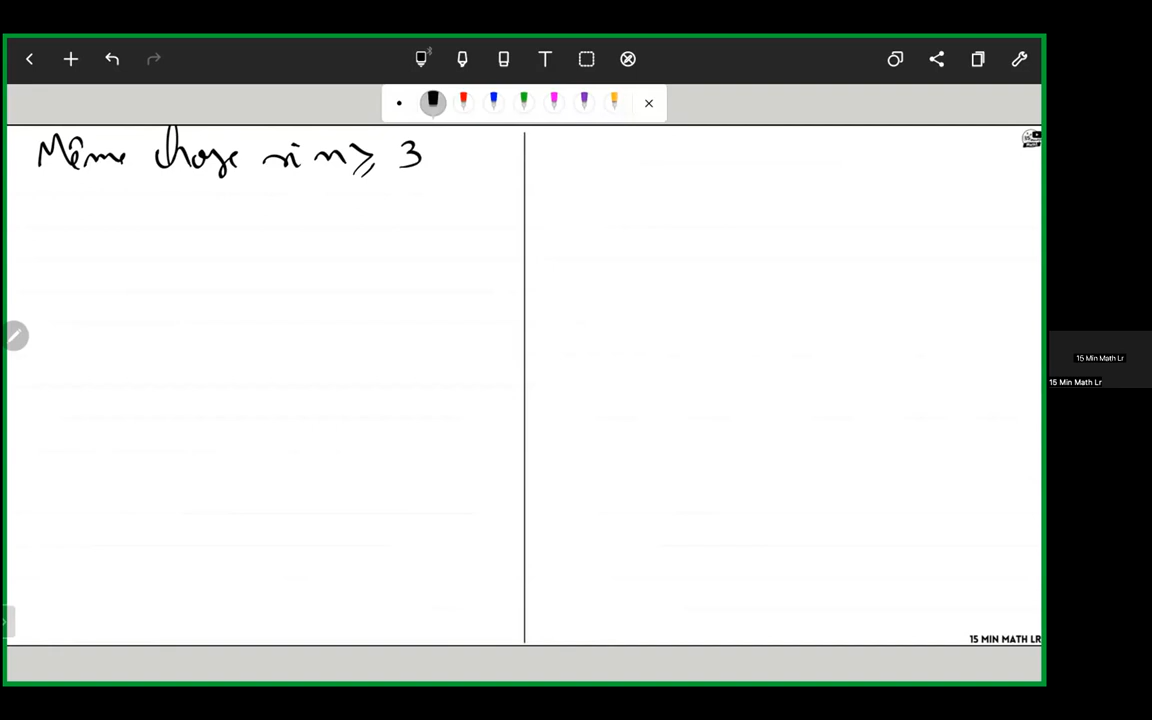 Même chose si n ≥ 3
15 Min Math Lr
15 Min Math Lr
15 MIN MATH LR